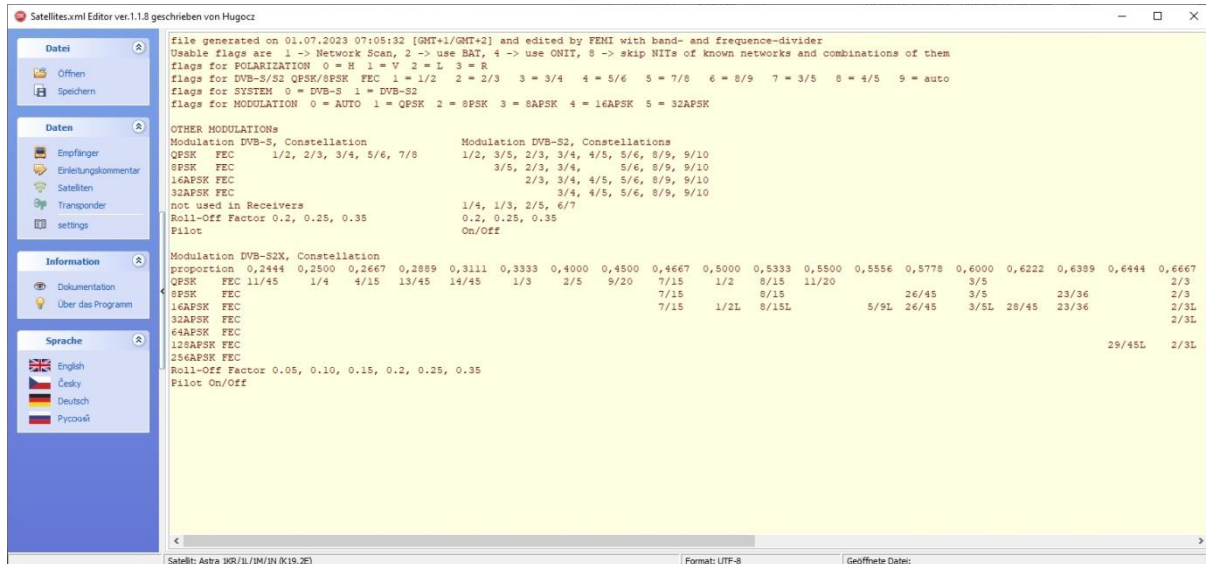 Satellites.xml Editor ver.1.1.8 geschrieben von Hugocz
Datei
Öffnen
Speichern
Daten
Empfänger
Einleitungskommentar
Satelliten
Transponder
settings
Information
Dokumentation
Über das Programm
Sprache
English
Česky
Deutsch
Русский
file generated on 01.07.2023 07:05:32 [GMT+1/GMT+2] and edited by FEMI with band- and frequence-divider
Usable flags are 1 -> Network Scan, 2 -> use BAT, 4 -> use ONIT, 8 -> skip NITs of known networks and combinations of them
flags for POLARIZATION 0 = H 1 = V 2 = L 3 = R
flags for DVB-S/S2 QPSK/8PSK FEC 1 = 1/2 2 = 2/3 3 = 3/4 4 = 5/6 5 = 7/8 6 = 8/9 7 = 3/5 8 = 4/5 9 = auto
flags for SYSTEM 0 = DVB-S 1 = DVB-S2
flags for MODULATION 0 = AUTO 1 = QPSK 2 = 8PSK 3 = 8APSK 4 = 16APSK 5 = 32APSK
OTHER MODULATIONs
Modulation DVB-S, Constellation Modulation DVB-S2, Constellations
QPSK FEC 1/2, 2/3, 3/4, 5/6, 7/8 1/2, 3/5, 2/3, 3/4, 4/5, 5/6, 8/9, 9/10
8PSK FEC 3/5, 2/3, 3/4, 5/6, 8/9, 9/10
16APSK FEC 2/3, 3/4, 4/5, 5/6, 8/9, 9/10
32APSK FEC 3/4, 4/5, 5/6, 8/9, 9/10
not used in Receivers 1/4, 1/3, 2/5, 6/7
Roll-Off Factor 0.2, 0.25, 0.35 0.2, 0.25, 0.35
Pilot On/Off
Modulation DVB-S2X, Constellation
proportion 0,2444 0,2500 0,2667 0,2889 0,3111 0,3333 0,4000 0,4500 0,4667 0,5000 0,5333 0,5500 0,5556 0,5778 0,6000 0,6222 0,6389 0,6444 0,6667
QPSK FEC 11/45 1/4 4/15 13/45 14/45 1/3 2/5 9/20 7/15 1/2 8/15 11/20 3/5 2/3
8PSK FEC 7/15 8/15 26/45 3/5 23/36 2/3
16APSK FEC 7/15 1/2L 8/15L 5/9L 26/45 3/5L 28/45 23/36 2/3L
32APSK FEC 2/3L
64APSK FEC
128APSK FEC 29/45L 2/3L
256APSK FEC
Roll-Off Factor 0.05, 0.10, 0.15, 0.2, 0.25, 0.35
Pilot On/Off
Satellit: Astra 1KR/1L/1M/1N (K19,2E)
Format: UTF-8
Geöffnete Datei: